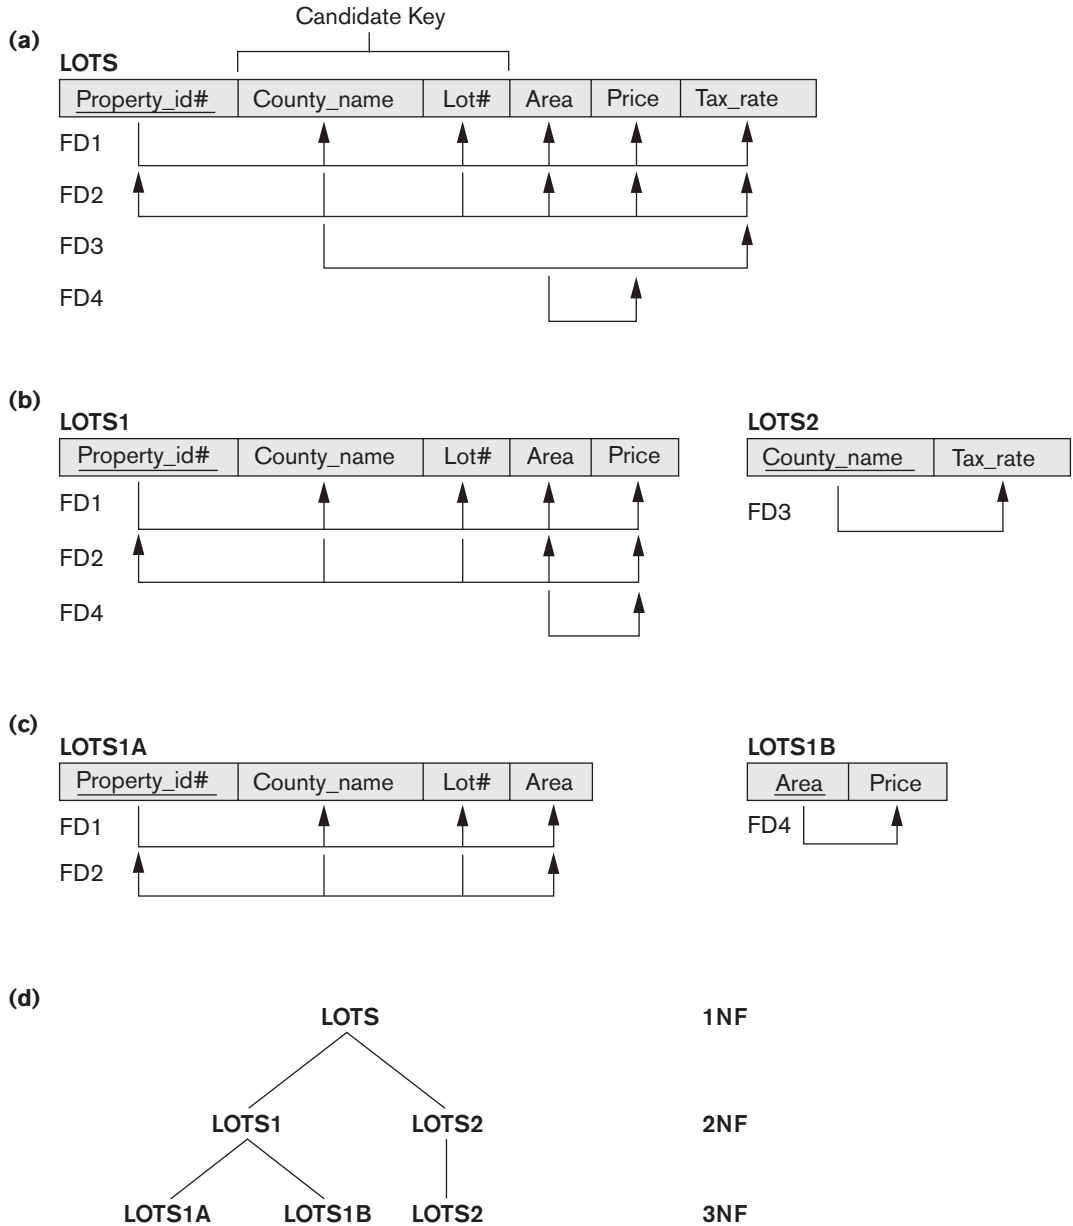 (a)
Candidate Key
LOTS
Property_id# County_name Lot# Area Price Tax_rate
FD1
FD2
FD3
FD4
(b)
LOTS1 LOTS2
Property_id# County_name Lot# Area Price County_name Tax_rate
FD1 FD3
FD2
FD4
(c)
LOTS1A LOTS1B
Property_id# County_name Lot# Area Area Price
FD1 FD4
FD2
(d)
LOTS 1NF
LOTS1 LOTS2 2NF
LOTS1A LOTS1B LOTS2 3NF